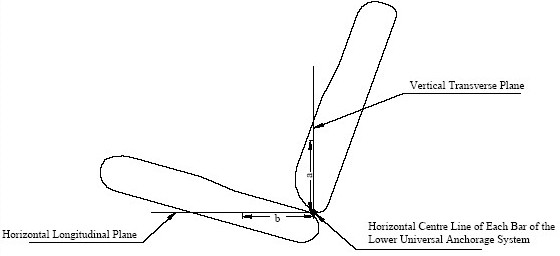 Vertical Transverse Plane
a
b
Horizontal Longitudinal Plane
Horizontal Centre Line of Each Bar of the
Lower Universal Anchorage System